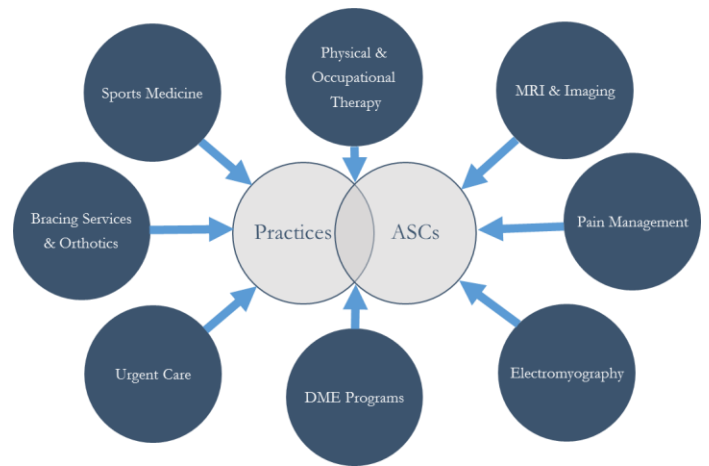 Physical &
Occupational
Therapy
Sports Medicine
MRI & Imaging
Bracing Services
& Orthotics
Practices
ASCs
Pain Management
Urgent Care
DME Programs
Electromyography